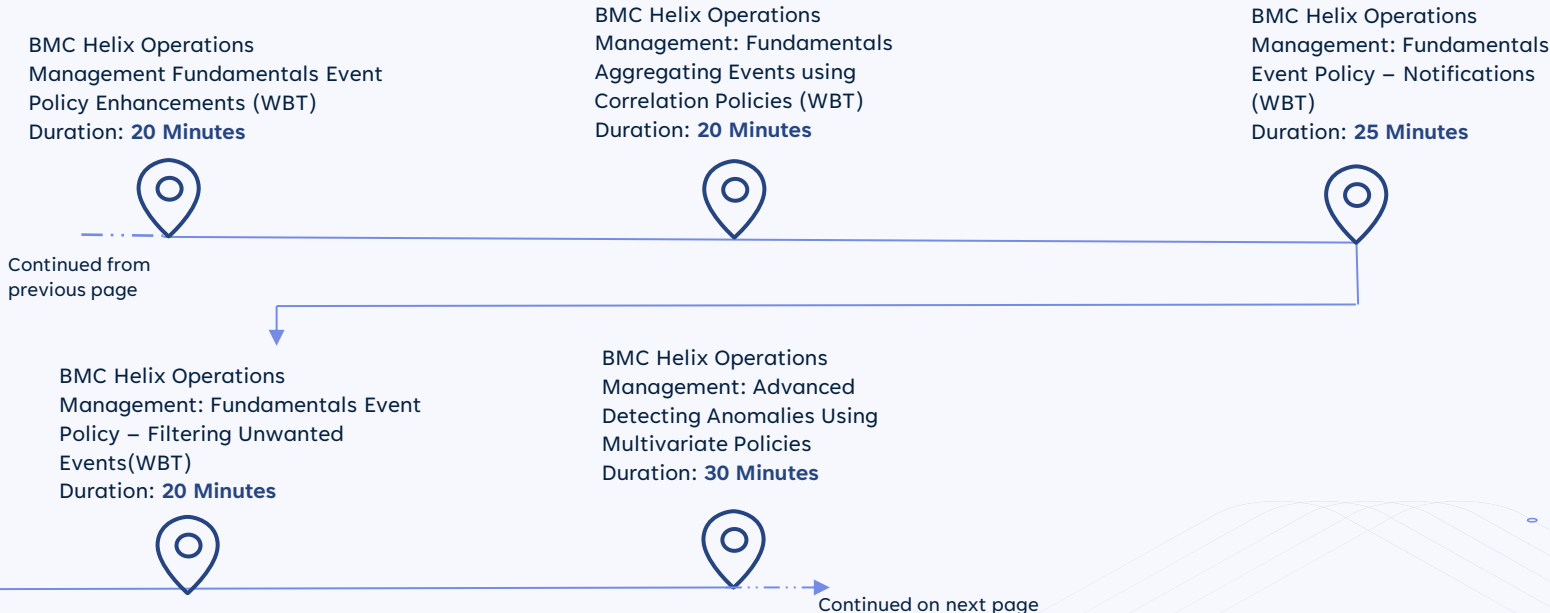 BMC Helix Operations
Management Fundamentals Event
Policy Enhancements (WBT)
Duration: 20 Minutes
BMC Helix Operations
Management: Fundamentals
Aggregating Events using
Correlation Policies (WBT)
Duration: 20 Minutes
BMC Helix Operations
Management: Fundamentals
Event Policy – Notifications
(WBT)
Duration: 25 Minutes
Continued from
previous page
BMC Helix Operations
Management: Fundamentals Event
Policy – Filtering Unwanted
Events(WBT)
Duration: 20 Minutes
BMC Helix Operations
Management: Advanced
Detecting Anomalies Using
Multivariate Policies
Duration: 30 Minutes
Continued on next page